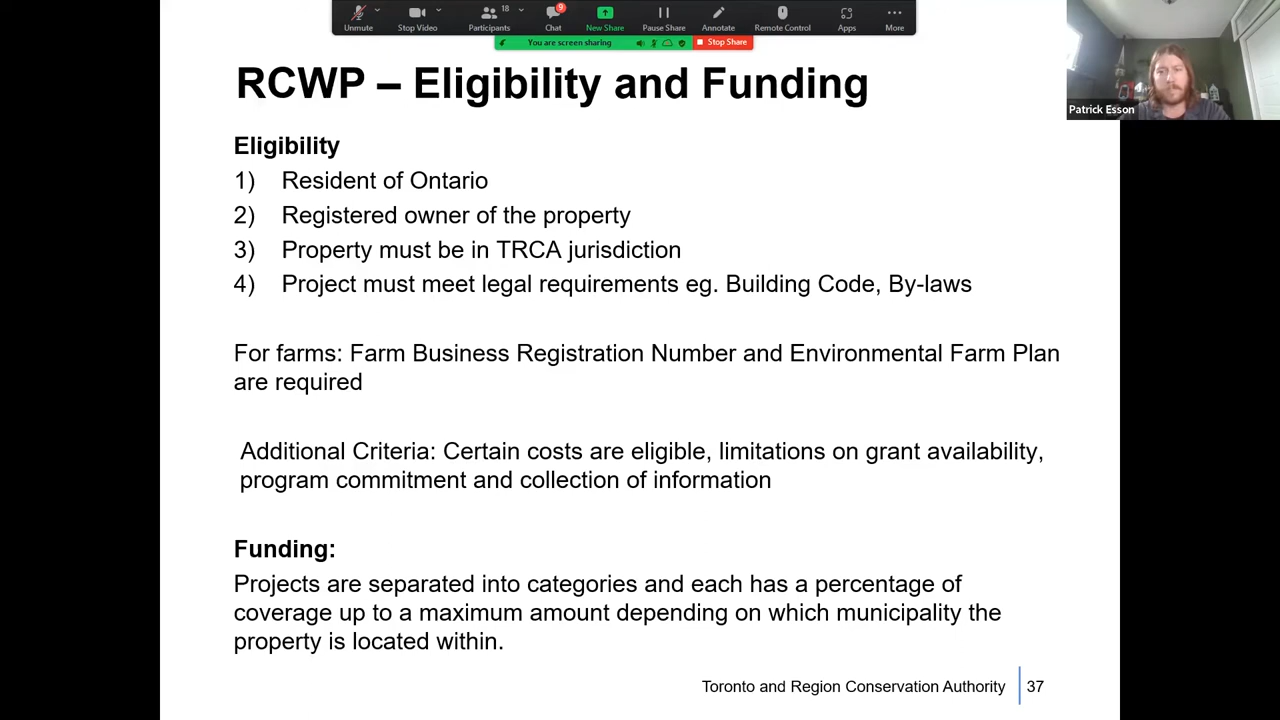 18
9
Unmute
Stop Video
Participants
Chat
New Share
Pause Share
Annotate
Remote Control
Apps
More
You are screen sharing
Stop Share
Patrick Esson
RCWP – Eligibility and Funding
Eligibility
1) Resident of Ontario
2) Registered owner of the property
3) Property must be in TRCA jurisdiction
4) Project must meet legal requirements eg. Building Code, By-laws
For farms: Farm Business Registration Number and Environmental Farm Plan
are required
Additional Criteria: Certain costs are eligible, limitations on grant availability,
program commitment and collection of information
Funding:
Projects are separated into categories and each has a percentage of
coverage up to a maximum amount depending on which municipality the
property is located within.
Toronto and Region Conservation Authority
37